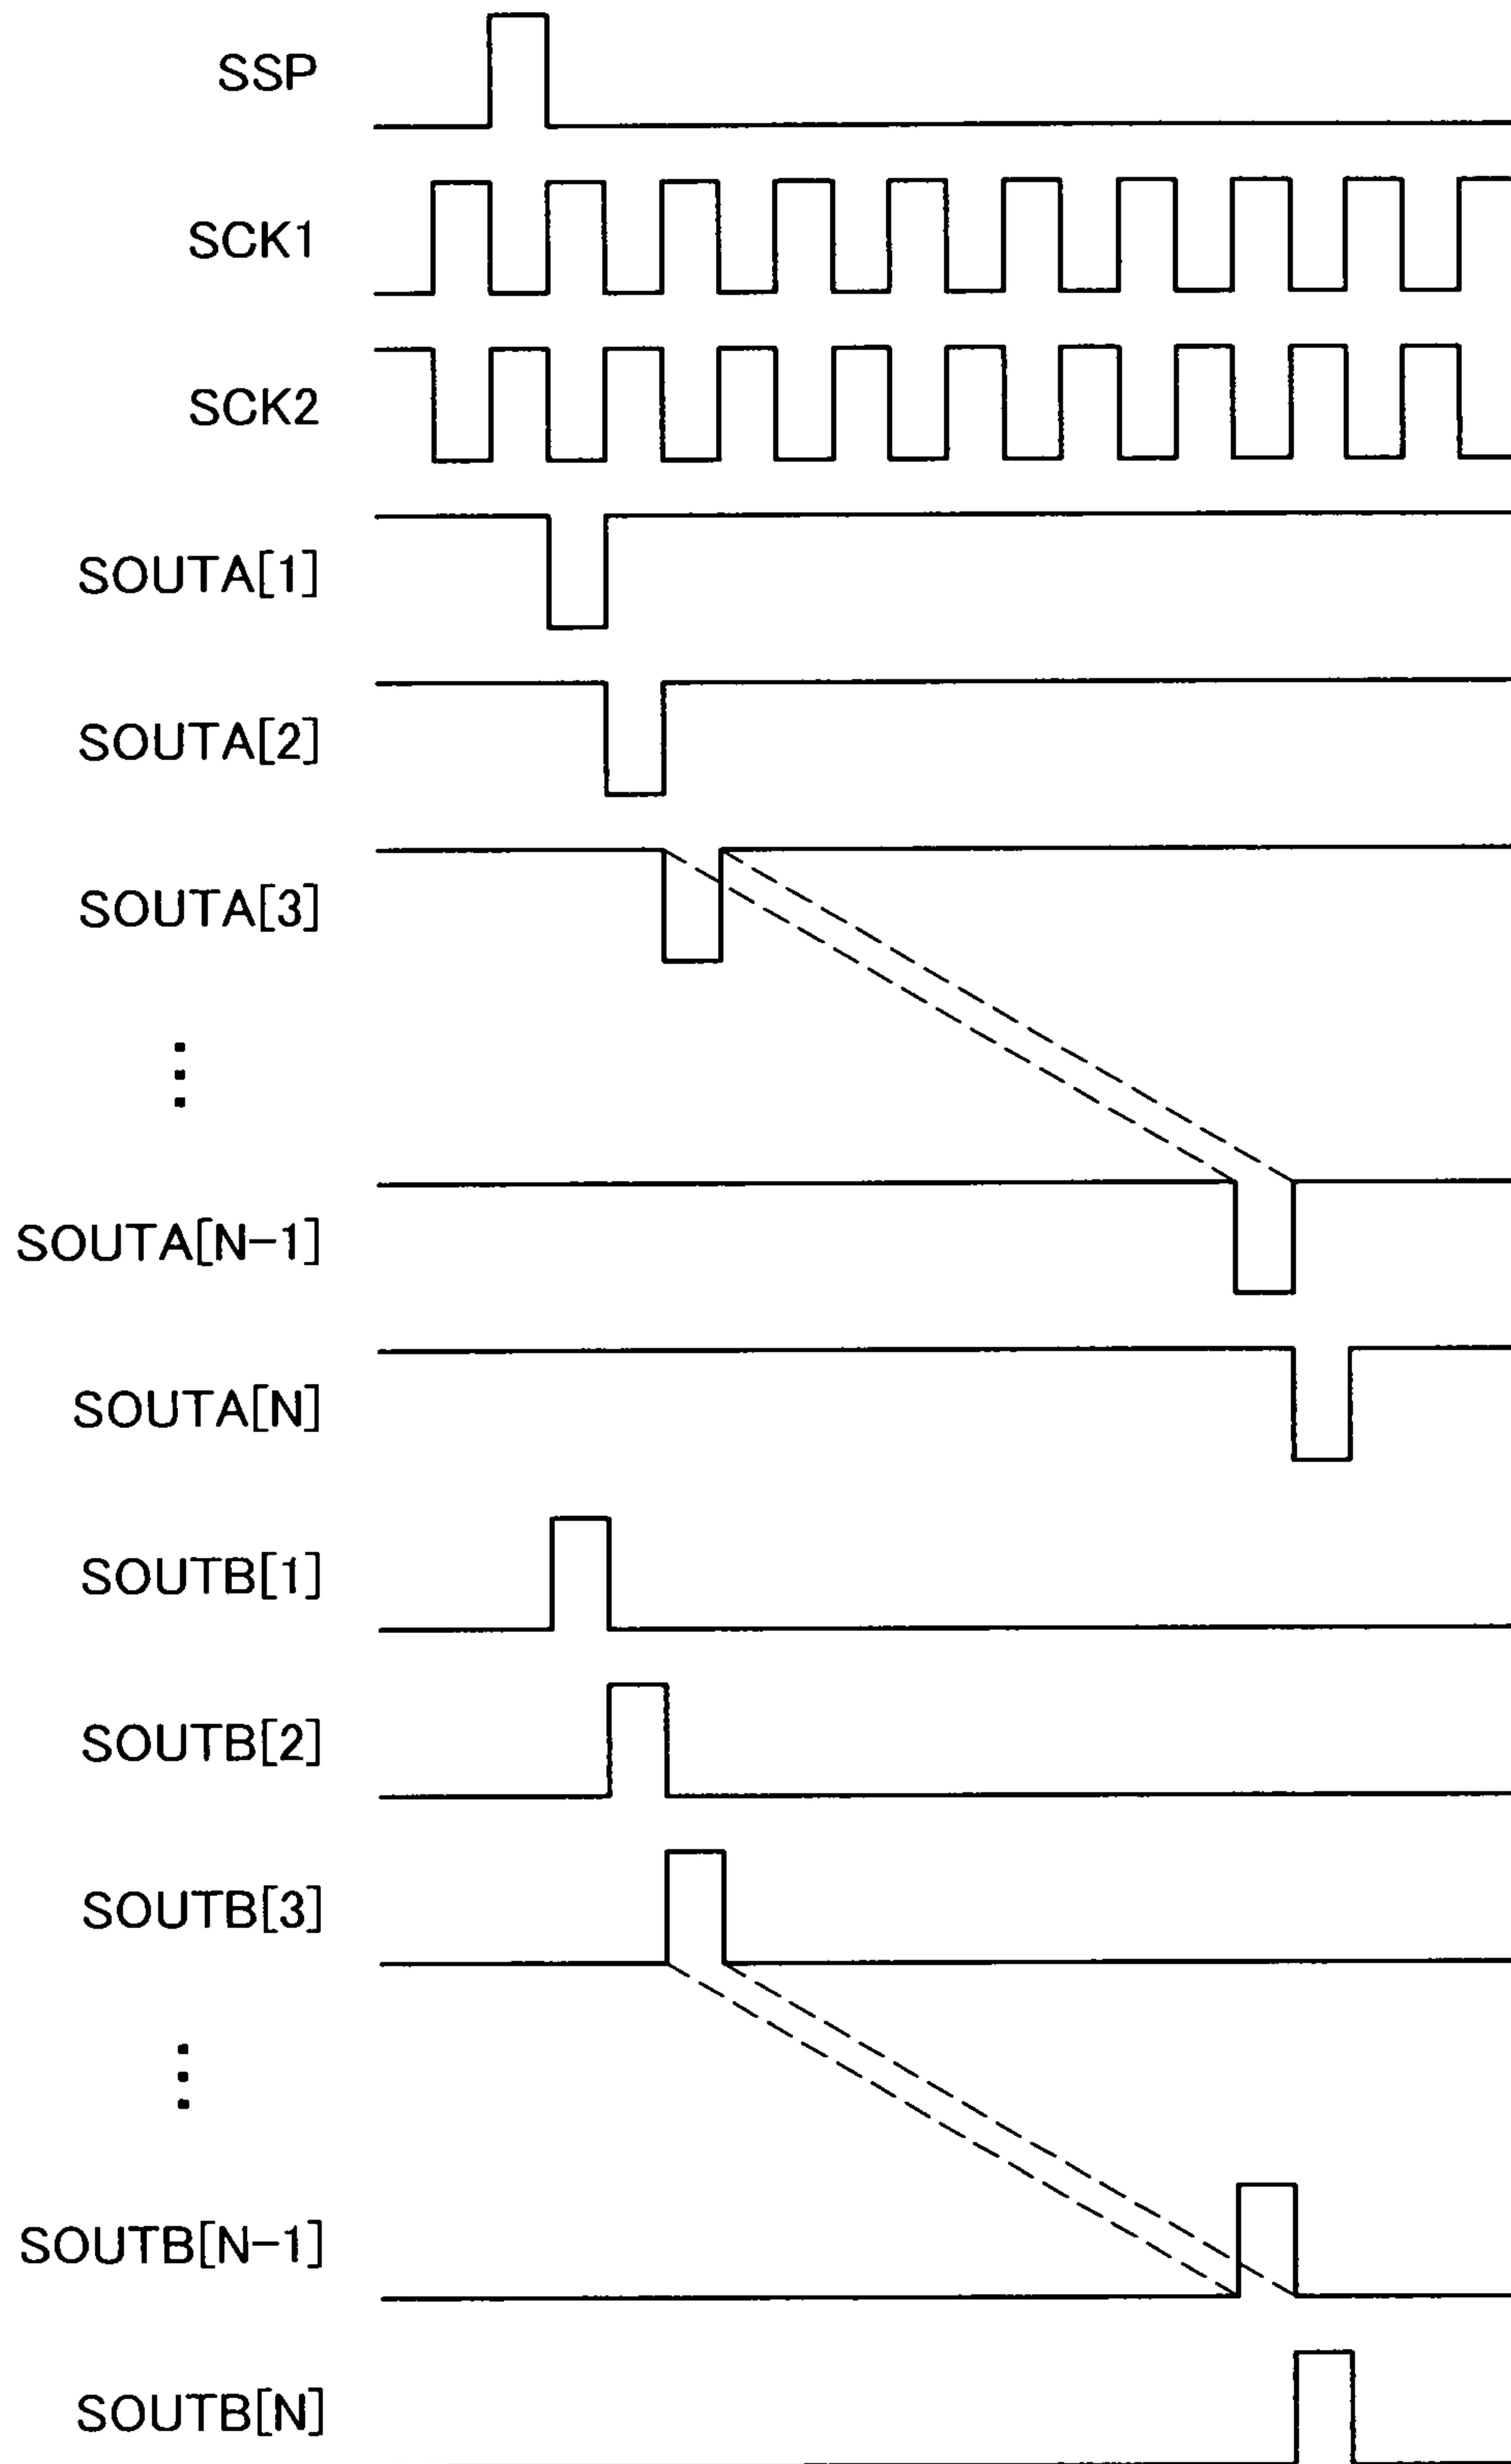 SSP
SCK1
SCK2
SOUTA[1]
SOUTA[2]
SOUTA[3]
⋮
SOUTA[N-1]
SOUTA[N]
SOUTB[1]
SOUTB[2]
SOUTB[3]
⋮
SOUTB[N-1]
SOUTB[N]